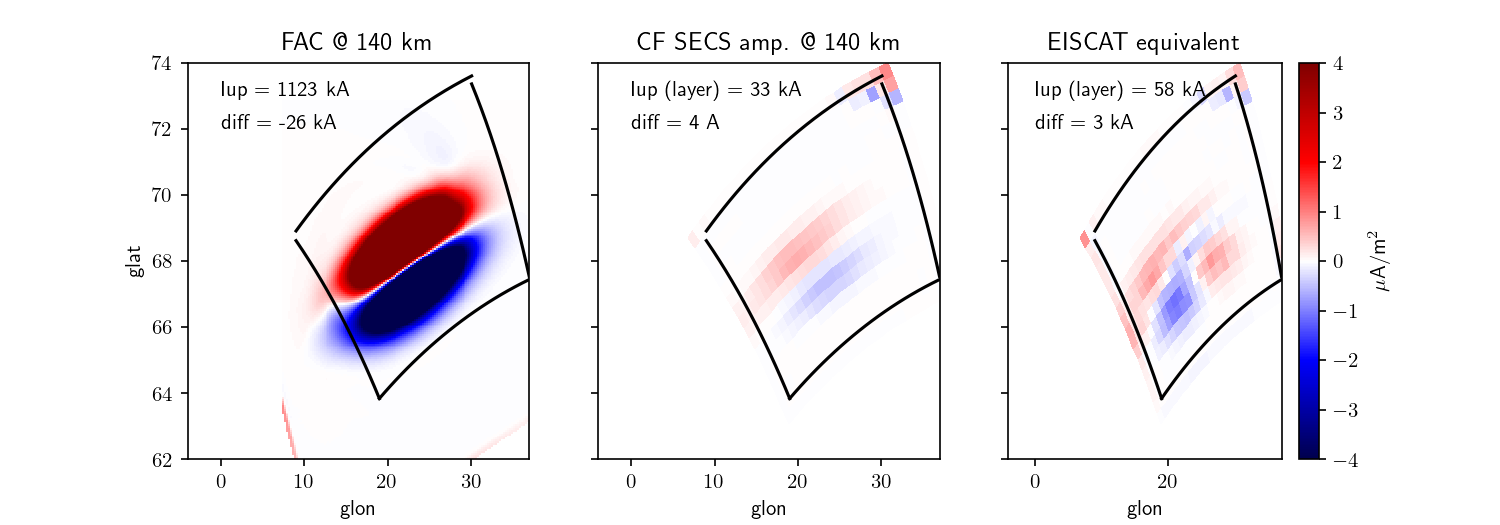 FAC @ 140 km
CF SECS amp. @ 140 km
EISCAT equivalent
Iup = 1123 kA
diff = -26 kA
Iup (layer) = 33 kA
diff = 4 A
Iup (layer) = 58 kA
diff = 3 kA
glat
74
72
70
68
66
64
62
0 10 20 30
glon
0 10 20 30
glon
0 20
glon
4
3
2
1
0
−1
−2
−3
−4
μA/m²